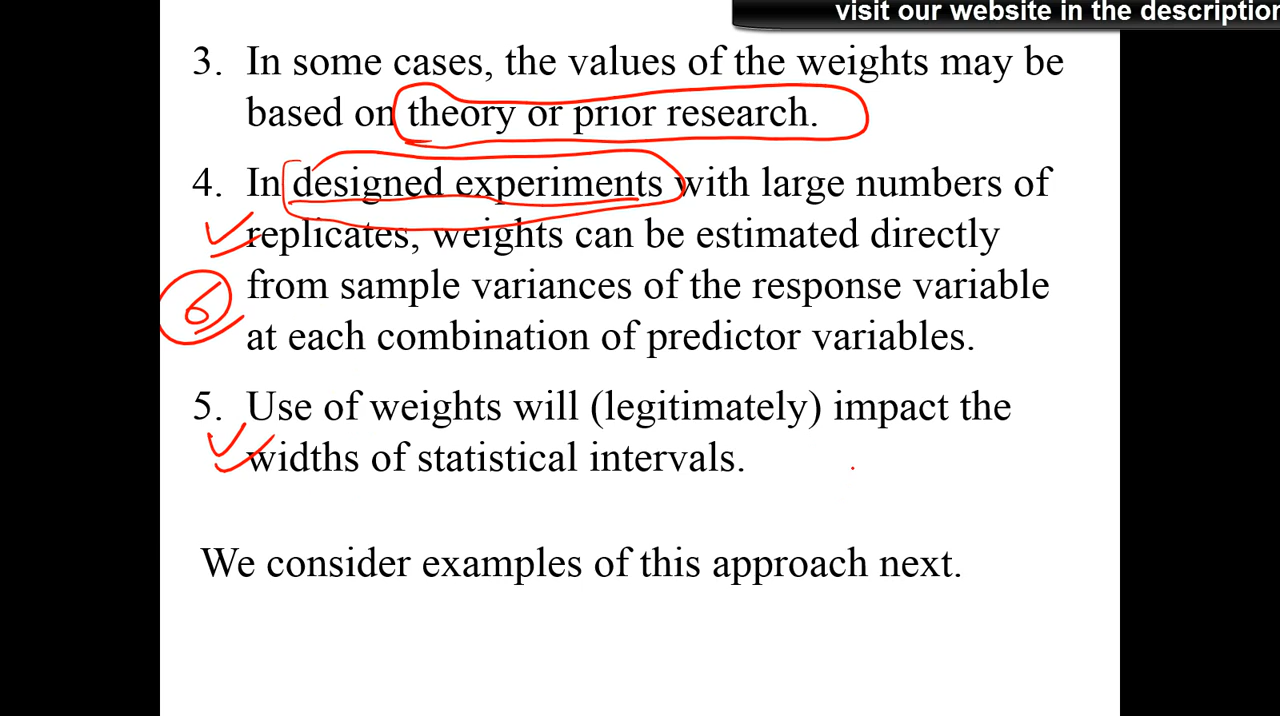 visit our website in the description
3. In some cases, the values of the weights may be
based on theory or prior research.
4. In designed experiments with large numbers of
replicates, weights can be estimated directly
6
from sample variances of the response variable
at each combination of predictor variables.
5. Use of weights will (legitimately) impact the
widths of statistical intervals.
We consider examples of this approach next.